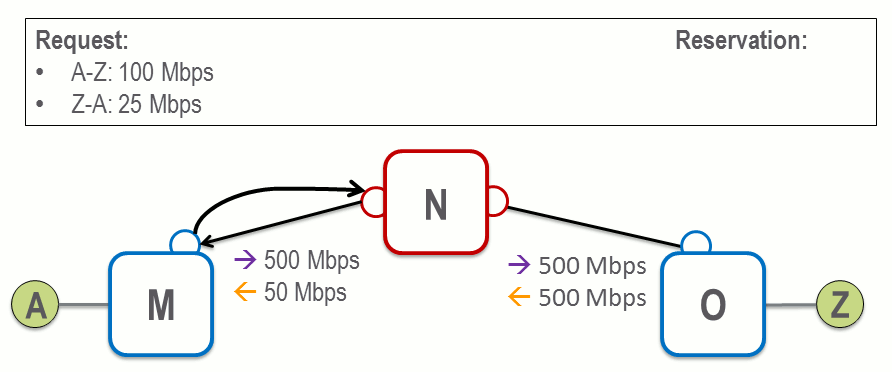 Request:
Reservation:
• A-Z: 100 Mbps
• Z-A: 25 Mbps
N
→ 500 Mbps
← 50 Mbps
→ 500 Mbps
← 500 Mbps
A
M
O
Z